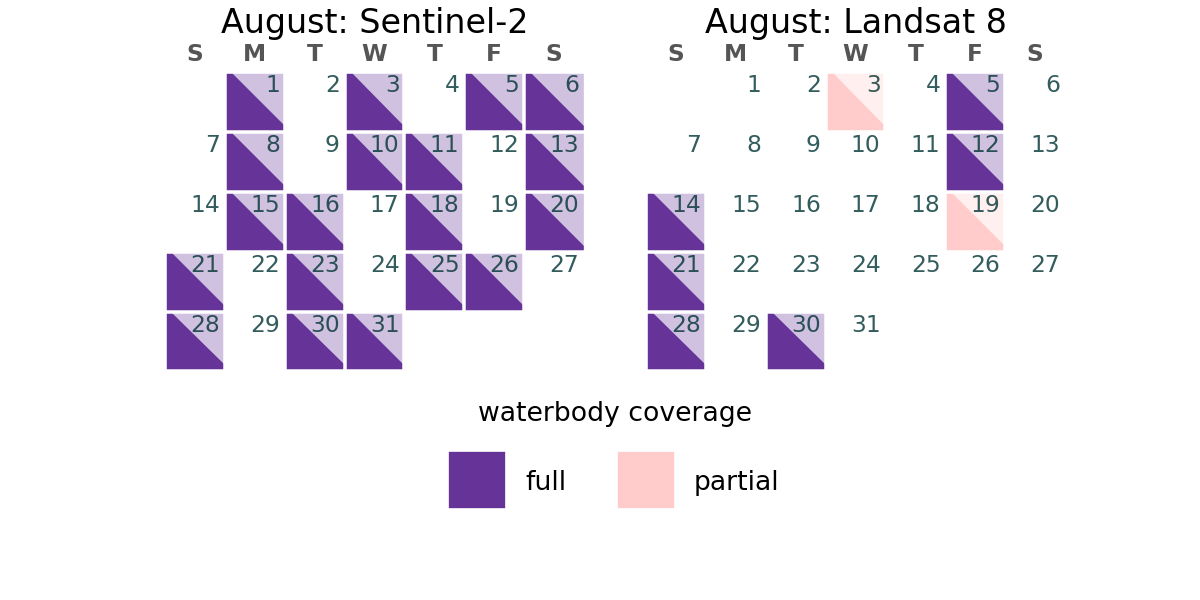 August: Sentinel-2
S M T W T F S
1 2 3 4 5 6
7 8 9 10 11 12 13
14 15 16 17 18 19 20
21 22 23 24 25 26 27
28 29 30 31
August: Landsat 8
S M T W T F S
1 2 3 4 5 6
7 8 9 10 11 12 13
14 15 16 17 18 19 20
21 22 23 24 25 26 27
28 29 30 31
waterbody coverage
full
partial